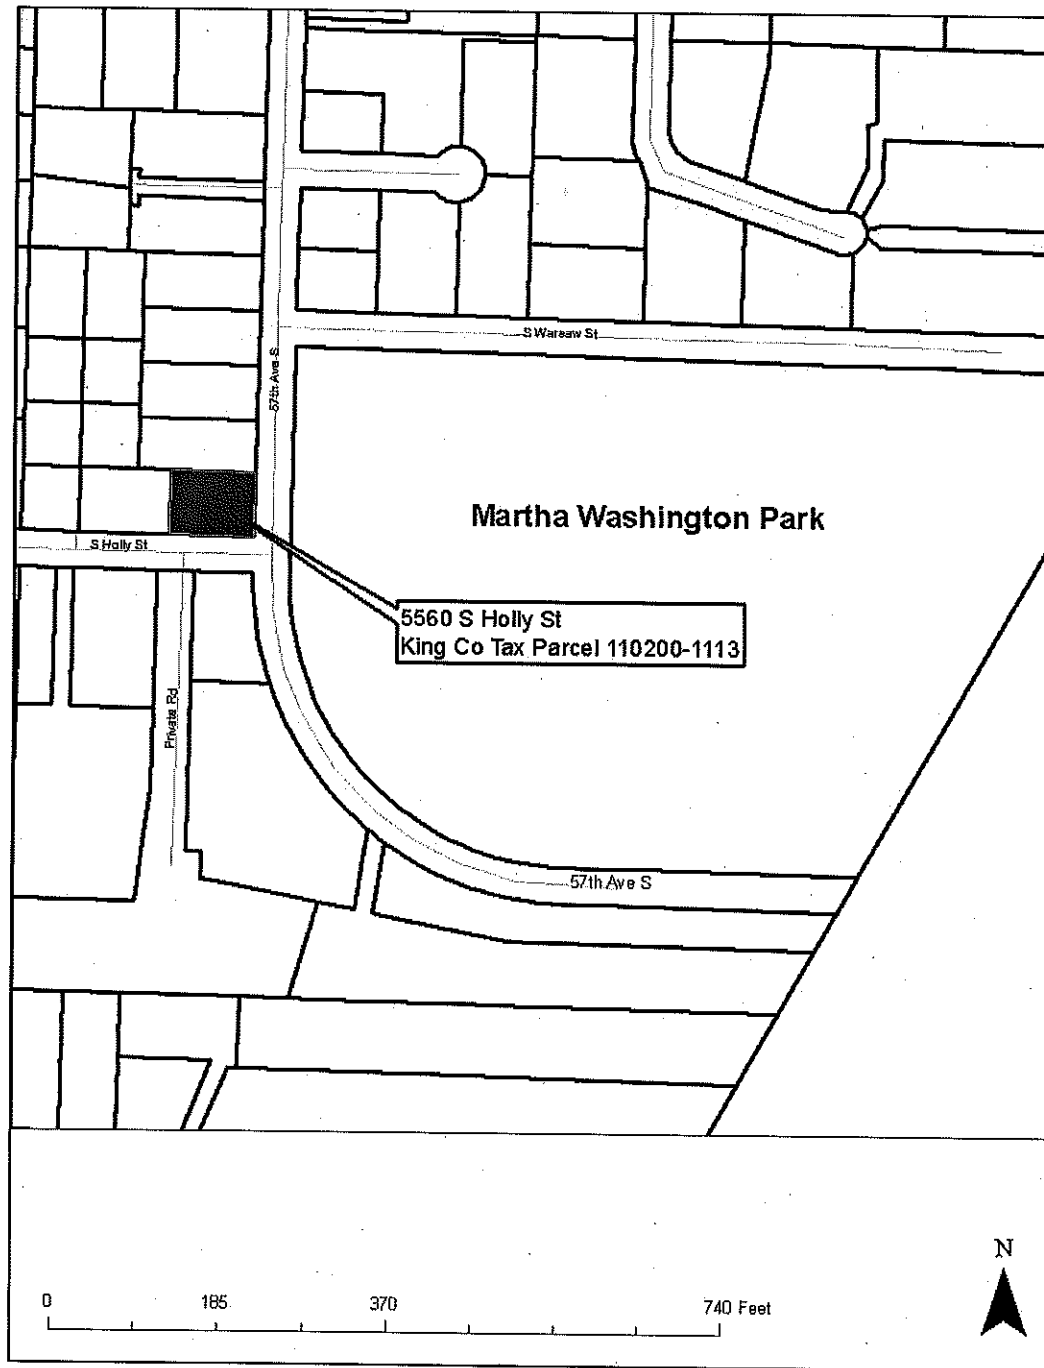 S Warsaw St
57th Ave S
Martha Washington Park
S Holly St
5560 S Holly St
King Co Tax Parcel 110200-1113
Private Rd
57th Ave S
N
0 185 370 740 Feet